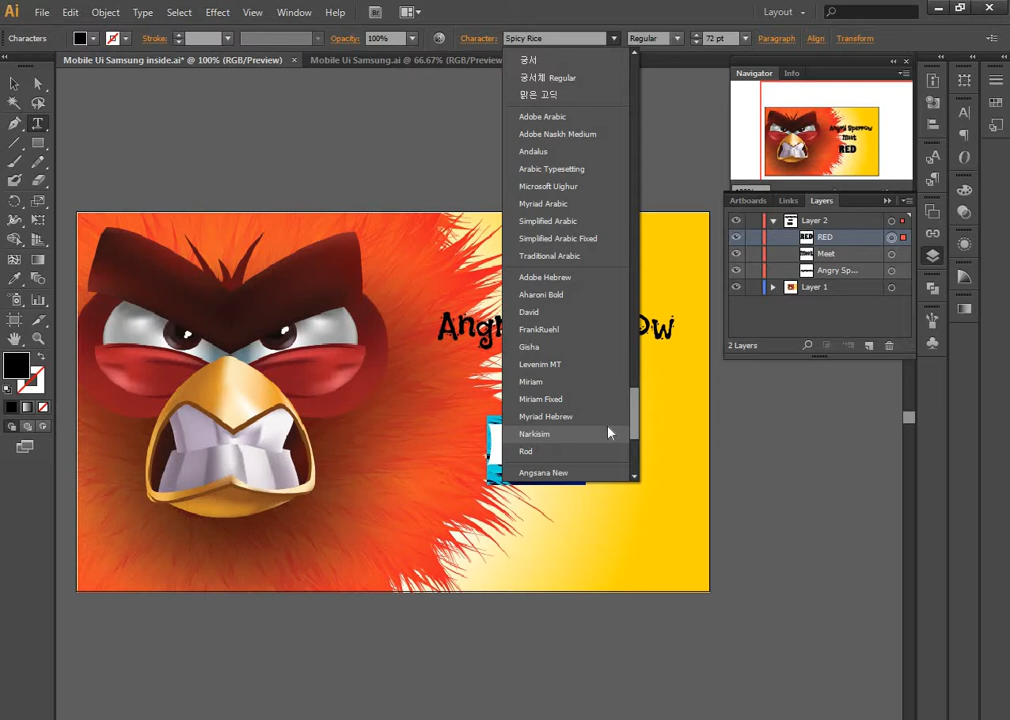 Ai File Edit Object Type Select Effect View Window Help Br Layout
Characters Stroke: Opacity: 100% Character: Spicy Rice Regular 72 pt Paragraph Align Transform
Mobile Ui Samsung inside.ai* @ 100% (RGB/Preview) × Mobile Ui Samsung.ai @ 66.67% (RGB/Preview)
궁서
궁서체 Regular
맑은 고딕
Adobe Arabic
Adobe Naskh Medium
Andalus
Arabic Typesetting
Microsoft Uighur
Myriad Arabic
Simplified Arabic
Simplified Arabic Fixed
Traditional Arabic
Adobe Hebrew
Aharoni Bold
David
FrankRuehl
Gisha
Levenim MT
Miriam
Miriam Fixed
Myriad Hebrew
Narkisim
Rod
Angsana New
Navigator Info
Angry Sparrow
Meet
RED
Artboards Links Layers
Layer 2
RED
Meet
Angry Sp...
Layer 1
2 Layers